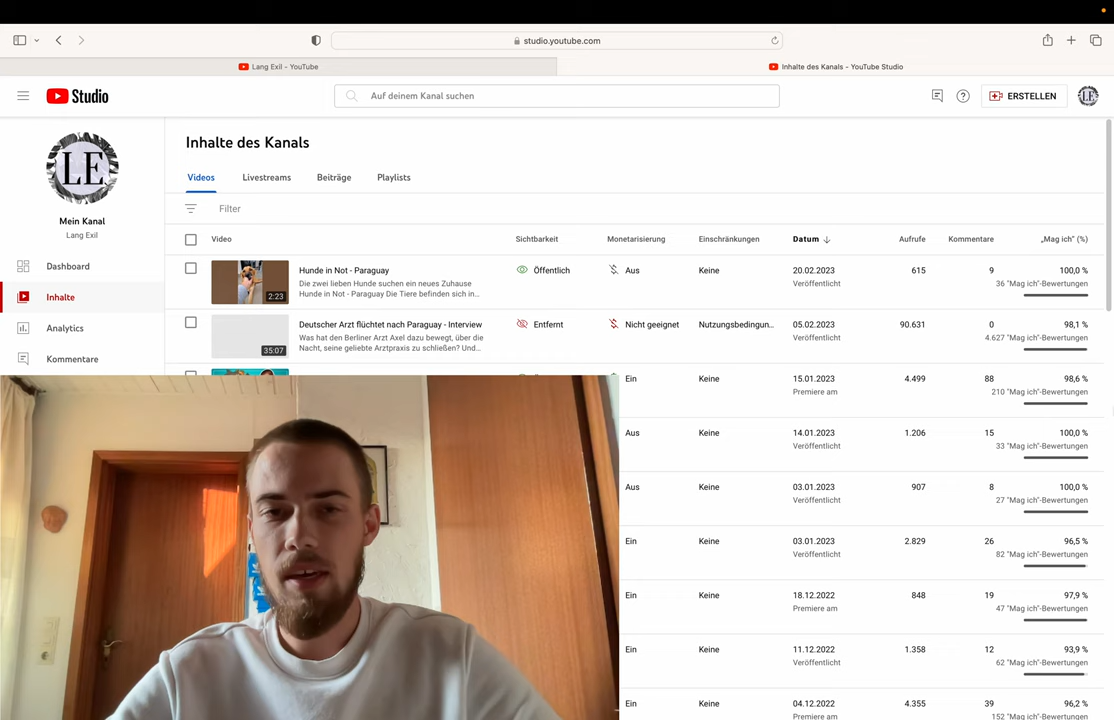 studio.youtube.com
Lang Exil – YouTube
Inhalte des Kanals - YouTube Studio
Studio
Auf deinem Kanal suchen
ERSTELLEN
LE
LE
Mein Kanal
Lang Exil
Dashboard
Inhalte
Analytics
Kommentare
Inhalte des Kanals
Videos Livestreams Beiträge Playlists
Filter
Video Sichtbarkeit Monetarisierung Einschränkungen Datum Aufrufe Kommentare „Mag ich“ (%)
Hunde in Not - Paraguay Öffentlich Aus Keine 20.02.2023 615 9 100,0 %
Die zwei lieben Hunde suchen ein neues Zuhause Veröffentlicht 36 "Mag ich"-Bewertungen
Hunde in Not - Paraguay Die Tiere befinden sich in...
2:23
Deutscher Arzt flüchtet nach Paraguay - Interview Entfernt Nicht geeignet Nutzungsbedingun... 05.02.2023 90.631 0 98,1 %
Was hat den Berliner Arzt Axel dazu bewegt, über die Veröffentlicht 4.627 "Mag ich"-Bewertungen
Nacht, seine geliebte Arztpraxis zu schließen? Und...
35:07
Ein Keine 15.01.2023 4.499 88 98,6 %
Premiere am 210 "Mag ich"-Bewertungen
Aus Keine 14.01.2023 1.206 15 100,0 %
Veröffentlicht 33 "Mag ich"-Bewertungen
Aus Keine 03.01.2023 907 8 100,0 %
Veröffentlicht 27 "Mag ich"-Bewertungen
Ein Keine 03.01.2023 2.829 26 96,5 %
Veröffentlicht 82 "Mag ich"-Bewertungen
Ein Keine 18.12.2022 848 19 97,9 %
Premiere am 47 "Mag ich"-Bewertungen
Ein Keine 11.12.2022 1.358 12 93,9 %
Veröffentlicht 62 "Mag ich"-Bewertungen
Ein Keine 04.12.2022 4.355 39 96,2 %
Premiere am 152 "Mag ich"-Bewertungen